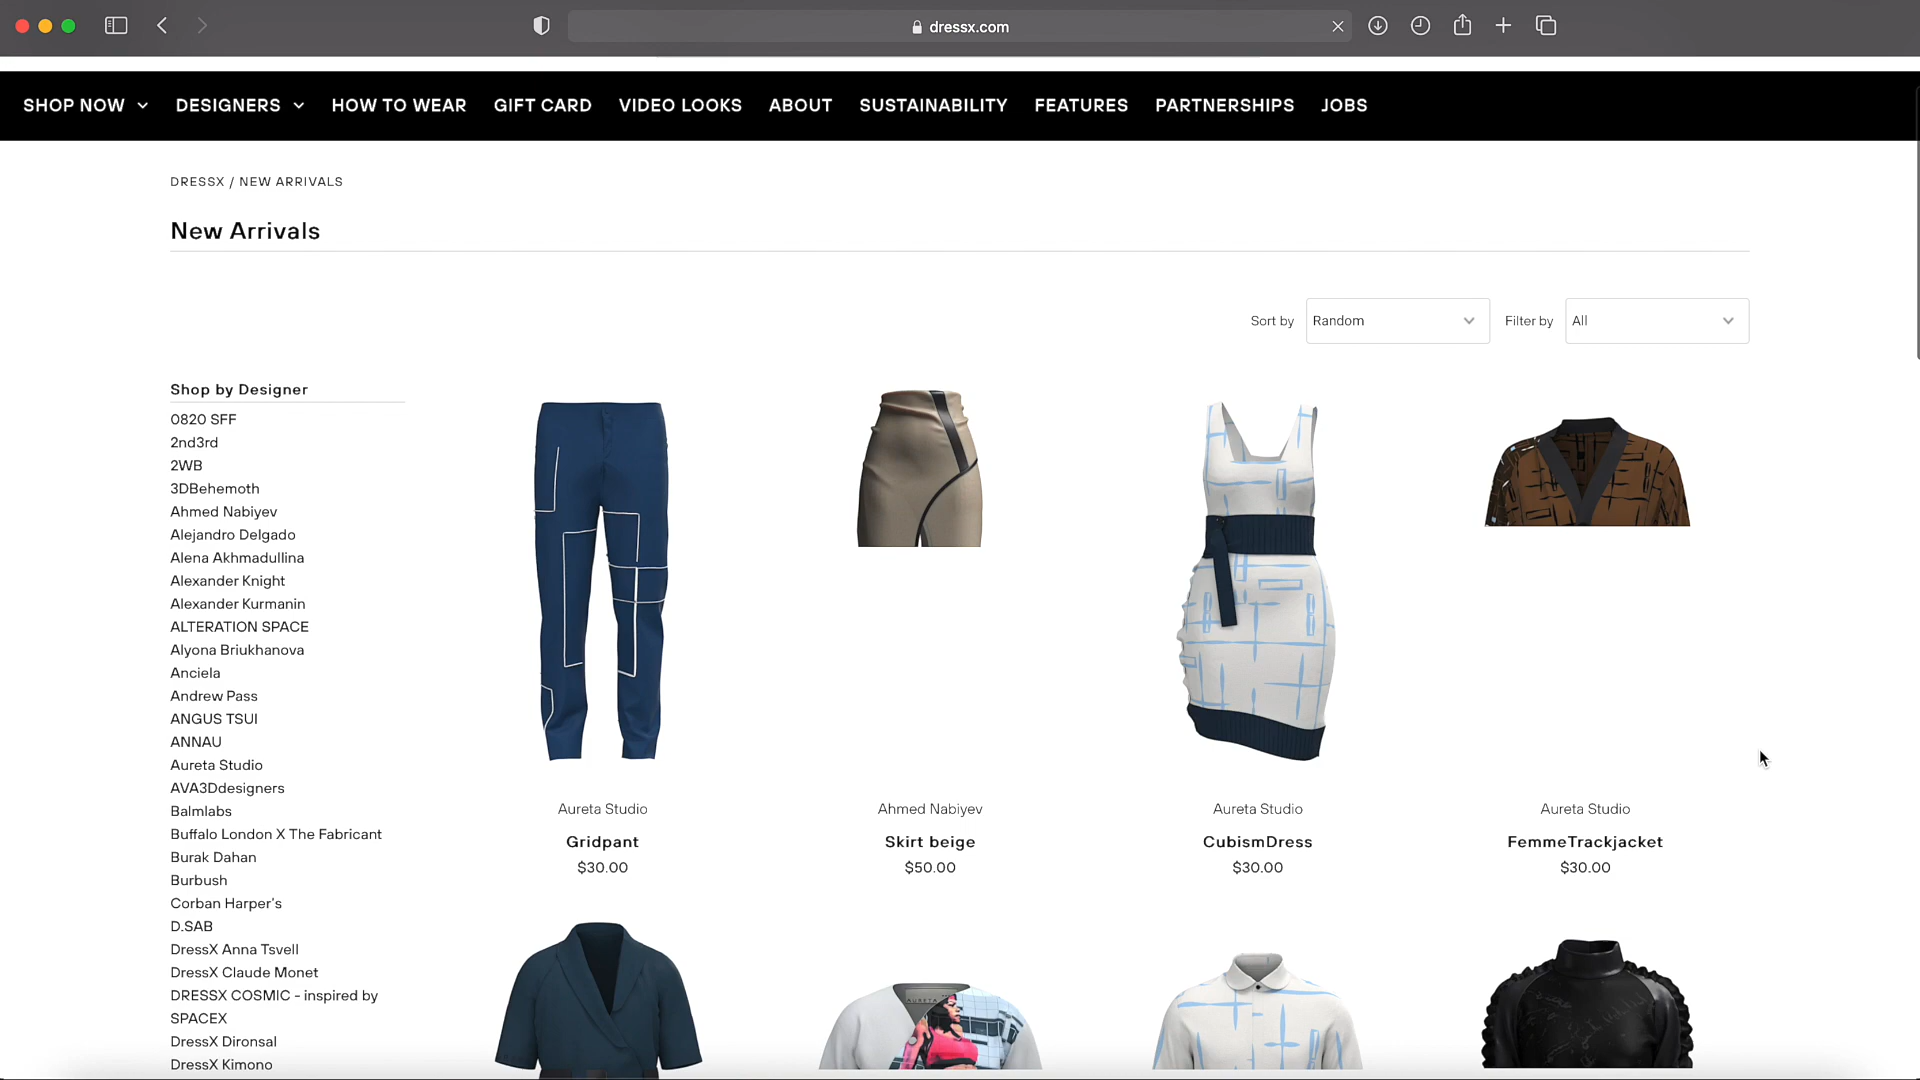 dressx.com
SHOP NOW
DESIGNERS
HOW TO WEAR
GIFT CARD
VIDEO LOOKS
ABOUT
SUSTAINABILITY
FEATURES
PARTNERSHIPS
JOBS
DRESSX / NEW ARRIVALS
New Arrivals
Sort by
Random
Filter by
All
Shop by Designer
0820 SFF
2nd3rd
2WB
3DBehemoth
Ahmed Nabiyev
Alejandro Delgado
Alena Akhmadullina
Alexander Knight
Alexander Kurmanin
ALTERATION SPACE
Alyona Briukhanova
Anciela
Andrew Pass
ANGUS TSUI
ANNAU
Aureta Studio
AVA3Ddesigners
Balmlabs
Buffalo London X The Fabricant
Burak Dahan
Burbush
Corban Harper's
D.SAB
DressX Anna Tsvell
DressX Claude Monet
DRESSX COSMIC - inspired by
SPACEX
DressX Dironsal
DressX Kimono
Aureta Studio
Gridpant
$30.00
Ahmed Nabiyev
Skirt beige
$50.00
Aureta Studio
CubismDress
$30.00
Aureta Studio
FemmeTrackjacket
$30.00